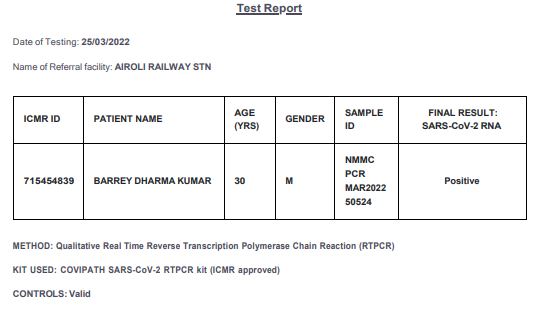 Test Report
Date of Testing: 25/03/2022
Name of Referral facility: AIROLI RAILWAY STN
ICMR ID
PATIENT NAME
AGE
(YRS)
GENDER
SAMPLE
ID
FINAL RESULT:
SARS-CoV-2 RNA
715454839
BARREY DHARMA KUMAR
30
M
NMMC
PCR
MAR2022
50524
Positive
METHOD: Qualitative Real Time Reverse Transcription Polymerase Chain Reaction (RTPCR)
KIT USED: COVIPATH SARS-CoV-2 RTPCR kit (ICMR approved)
CONTROLS: Valid